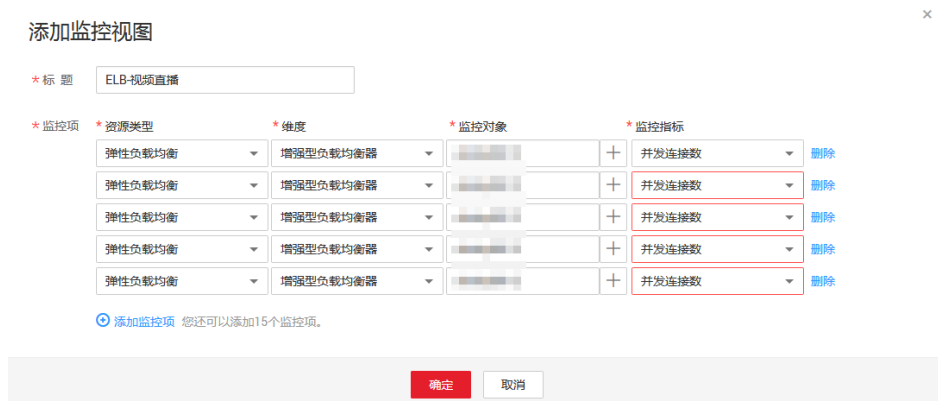 添加监控视图
×
*标 题 ELB-视频直播
*监控项 *资源类型 *维度 *监控对象 *监控指标
弹性负载均衡 增强型负载均衡器 并发连接数 删除
弹性负载均衡 增强型负载均衡器 并发连接数 删除
弹性负载均衡 增强型负载均衡器 并发连接数 删除
弹性负载均衡 增强型负载均衡器 并发连接数 删除
弹性负载均衡 增强型负载均衡器 并发连接数 删除
添加监控项 您还可以添加15个监控项。
确定 取消